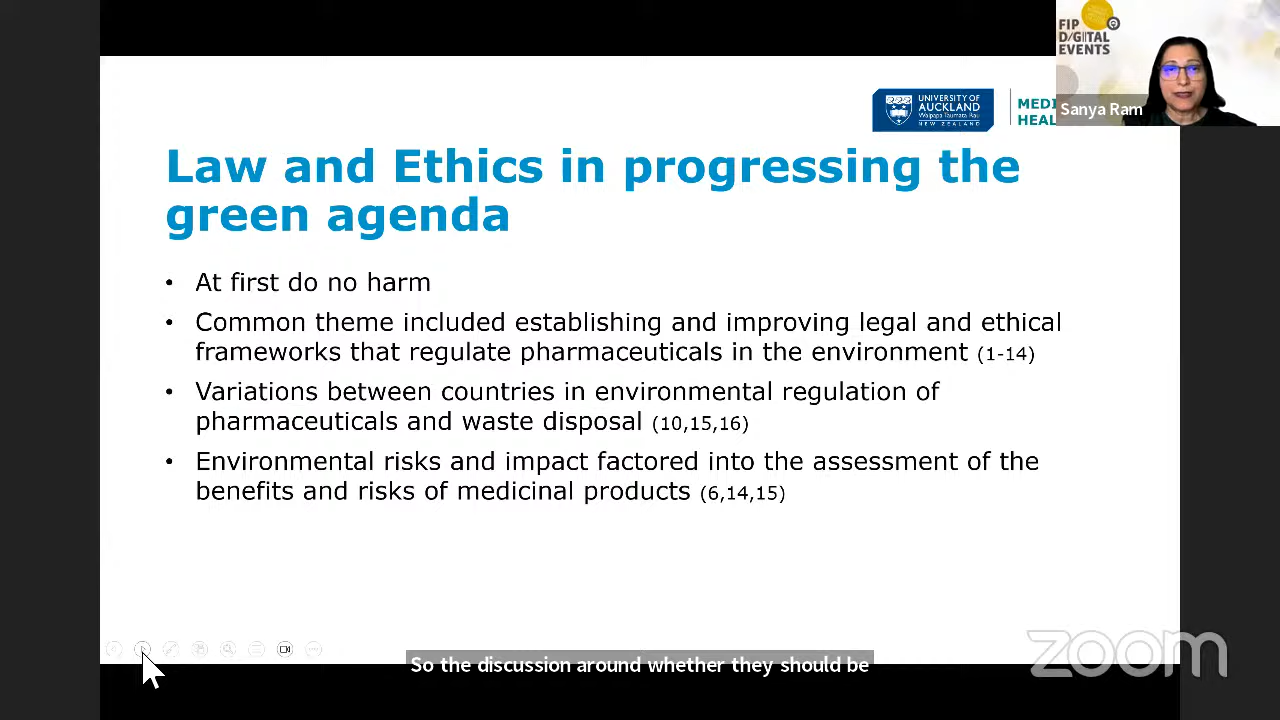 FIP
DIGITAL
EVENTS
Sanya Ram
UNIVERSITY OF
AUCKLAND
Waipapa Taumata Rau
NEW ZEALAND
MEDI
HEAL
Law and Ethics in progressing the
green agenda
• At first do no harm
• Common theme included establishing and improving legal and ethical
frameworks that regulate pharmaceuticals in the environment (1-14)
• Variations between countries in environmental regulation of
pharmaceuticals and waste disposal (10,15,16)
• Environmental risks and impact factored into the assessment of the
benefits and risks of medicinal products (6,14,15)
zoom
So the discussion around whether they should be